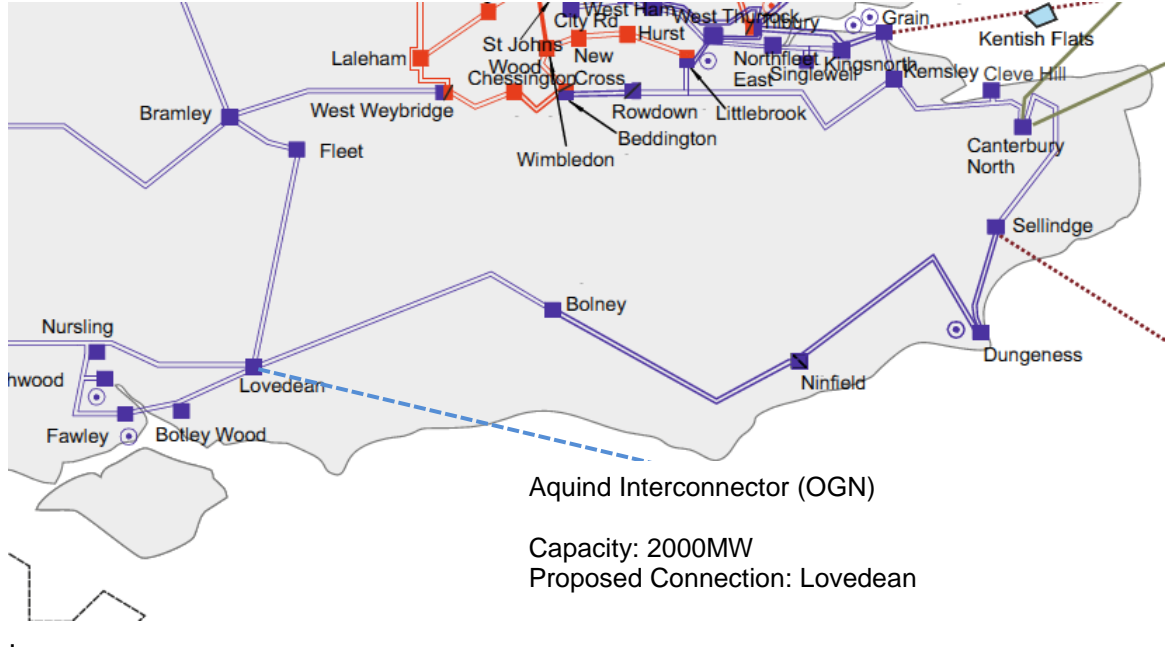 West Ham
West Thurrock
Tilbury
City Rd
Grain
Kentish Flats
St Johns
Wood
New
Cross
Hurst
Laleham
Northfleet
East
Singlewell
Kingsnorth
Kemsley
Cleve Hill
Chessington
Bramley
West Weybridge
Rowdown
Littlebrook
Beddington
Wimbledon
Fleet
Canterbury
North
Sellindge
Bolney
Nursling
Dungeness
hwood
Lovedean
Ninfield
Fawley
Botley Wood
Aquind Interconnector (OGN)
Capacity: 2000MW
Proposed Connection: Lovedean
.